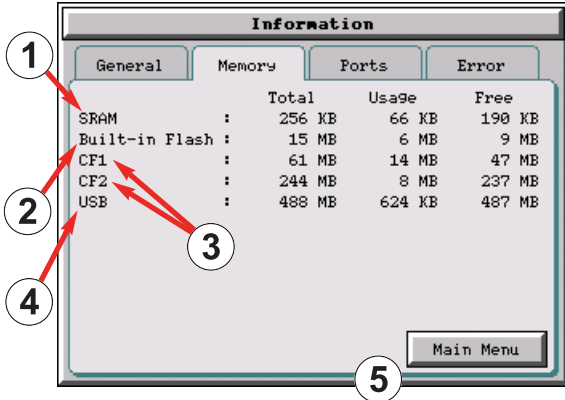 Information
General Memory Ports Error
Total Usage Free
1
SRAM : 256 KB 66 KB 190 KB
Built-in Flash : 15 MB 6 MB 9 MB
CF1 : 61 MB 14 MB 47 MB
CF2 : 244 MB 8 MB 237 MB
2
USB : 488 MB 624 KB 487 MB
3
4
Main Menu
5